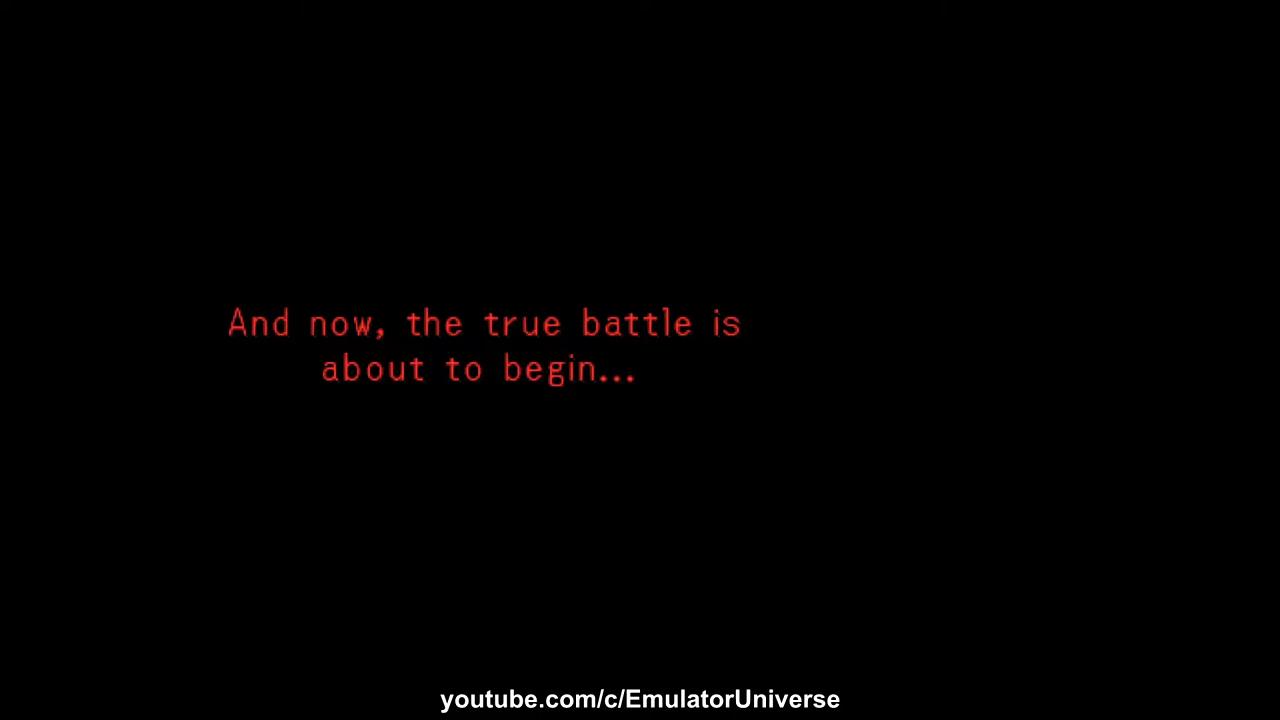 And now, the true battle is
about to begin...
youtube.com/c/EmulatorUniverse